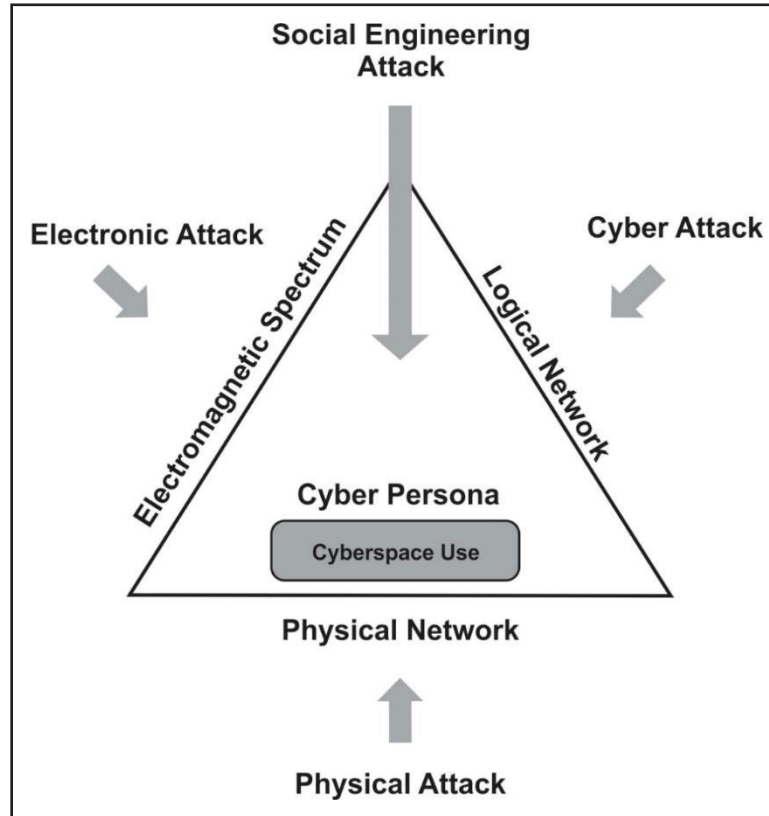 Social Engineering
Attack
Electronic Attack
Cyber Attack
Electromagnetic Spectrum
Logical Network
Cyber Persona
Cyberspace Use
Physical Network
Physical Attack